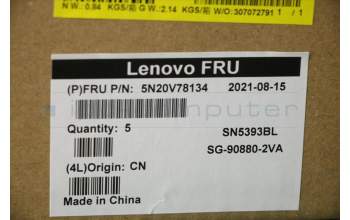 N W.: 0.84 KGS/箱 G W.:2.14 KGS/箱 W/O:307072791 1 / 1
Lenovo FRU
(P)FRU P/N: 5N20V78134 2021-08-15
Quantity: 5 SN5393BL
SG-90880-2VA
(4L)Origin: CN
Made in China